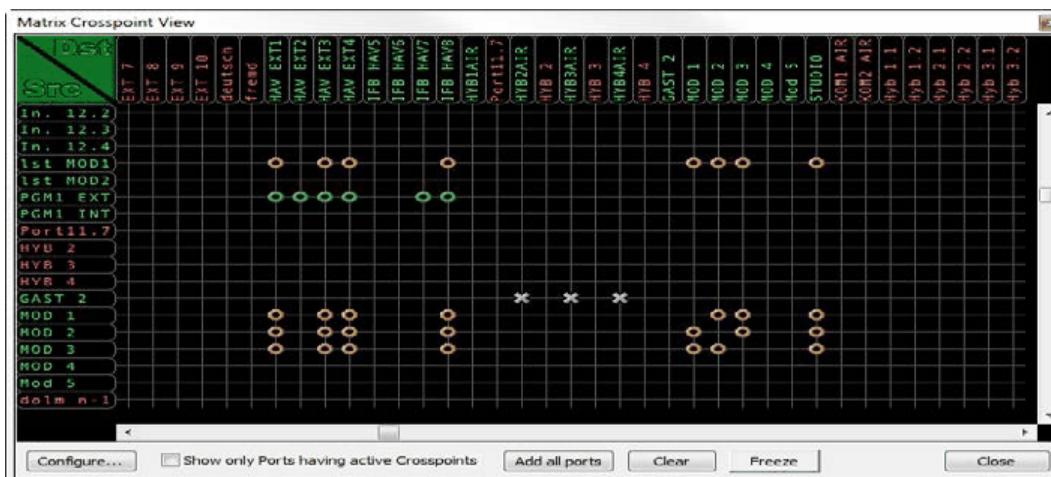 Matrix Crosspoint View
Dst
Src
EXT 7
EXT 8
EXT 9
EXT 10
deutsch
fremd
HAV EXT1
HAV EXT2
HAV EXT3
HAV EXT4
IFB HAV5
IFB HAV6
IFB HAV7
IFB HAV8
HYB1AIR
Port11.7
HYB2AIR
HYB 2
HYB3AIR
HYB 3
HYB4AIR
HYB 4
GAST 2
MOD 1
MOD 2
MOD 3
MOD 4
Mod 5
STUDIO
KOM1 AIR
KOM2 AIR
Hyb 1.1
Hyb 1.2
Hyb 2.1
Hyb 2.2
Hyb 3.1
Hyb 3.2
In. 12.2
In. 12.3
In. 12.4
lst MOD1
lst MOD2
PGM1 EXT
PGM1 INT
Port11.7
HYB 2
HYB 3
HYB 4
GAST 2
MOD 1
MOD 2
MOD 3
MOD 4
Mod 5
dolm n-1
Configure... Show only Ports having active Crosspoints Add all ports Clear Freeze Close